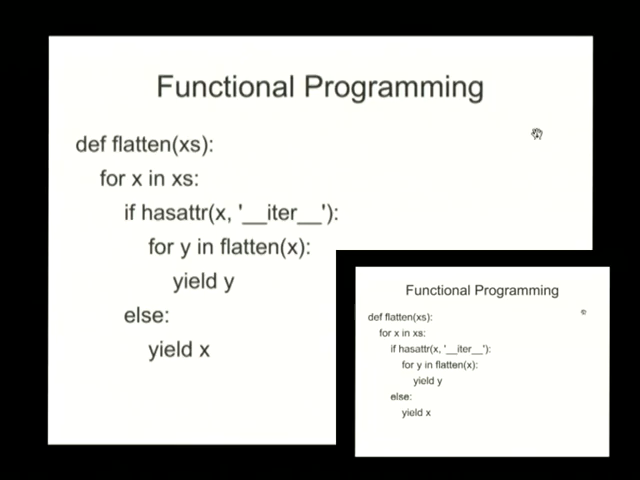 Functional Programming
def flatten(xs):
for x in xs:
if hasattr(x, '__iter__'):
for y in flatten(x):
yield y
else:
yield x
Functional Programming
def flatten(xs):
for x in xs:
if hasattr(x, '__iter__'):
for y in flatten(x):
yield y
else:
yield x